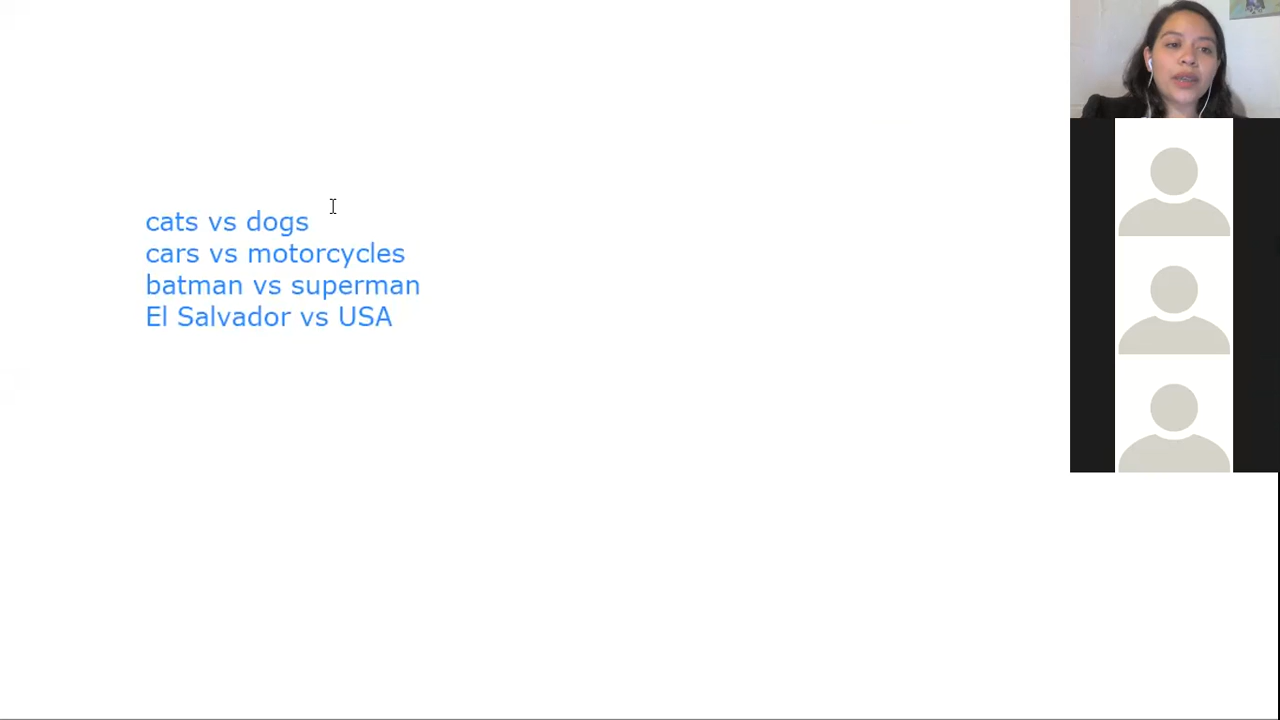 cats vs dogs
cars vs motorcycles
batman vs superman
El Salvador vs USA